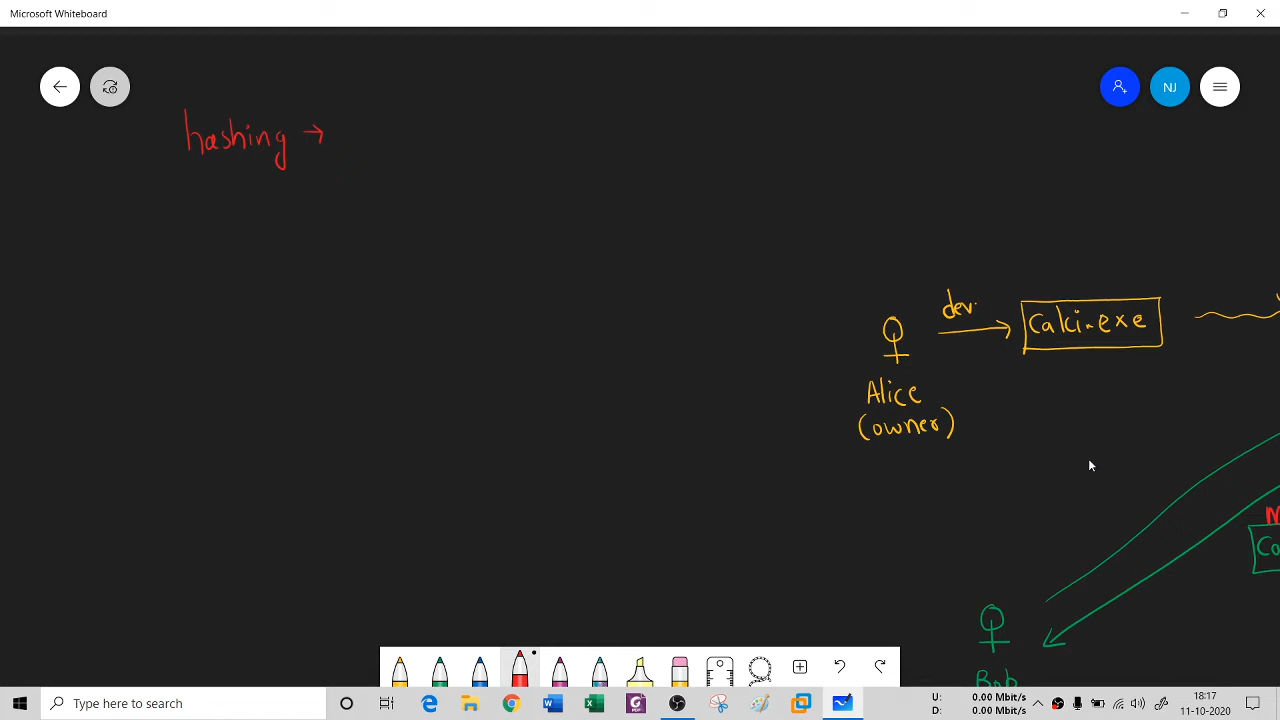 Microsoft Whiteboard
NJ
hashing →
dev.
Calci.exe
Alice
(owner)
Bob
Type here to search
U: 0.00 Mbit/s
D: 0.00 Mbit/s
18:17
11-10-2020